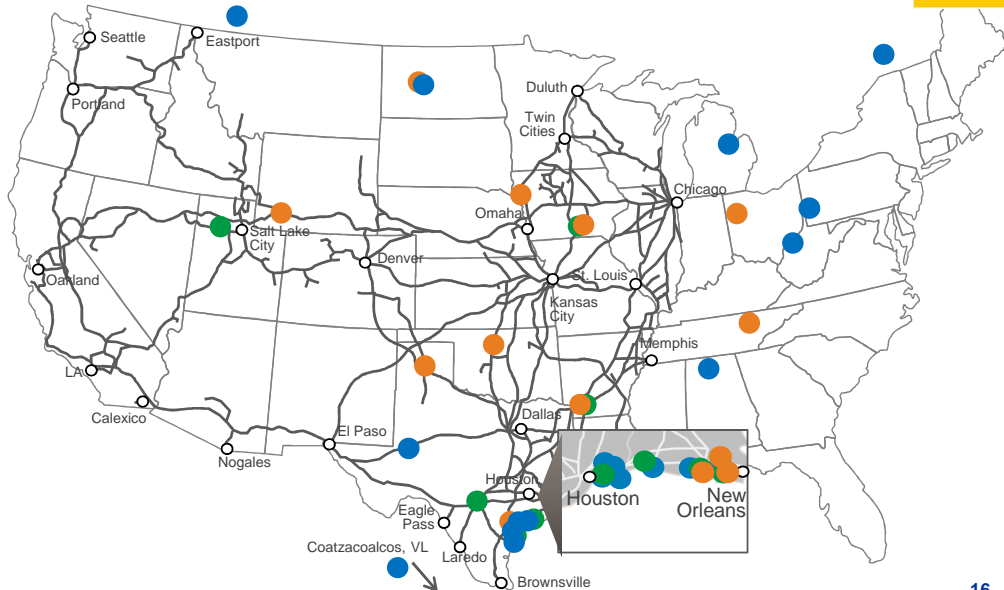 Seattle
Eastport
Portland
Duluth
Twin
Cities
Chicago
Omaha
Salt Lake
City
Denver
Oakland
St. Louis
Kansas
City
Memphis
LA
Calexico
Dallas
El Paso
Nogales
Houston
Houston
New
Orleans
Eagle
Pass
Coatzacoalcos, VL
Laredo
Brownsville
16